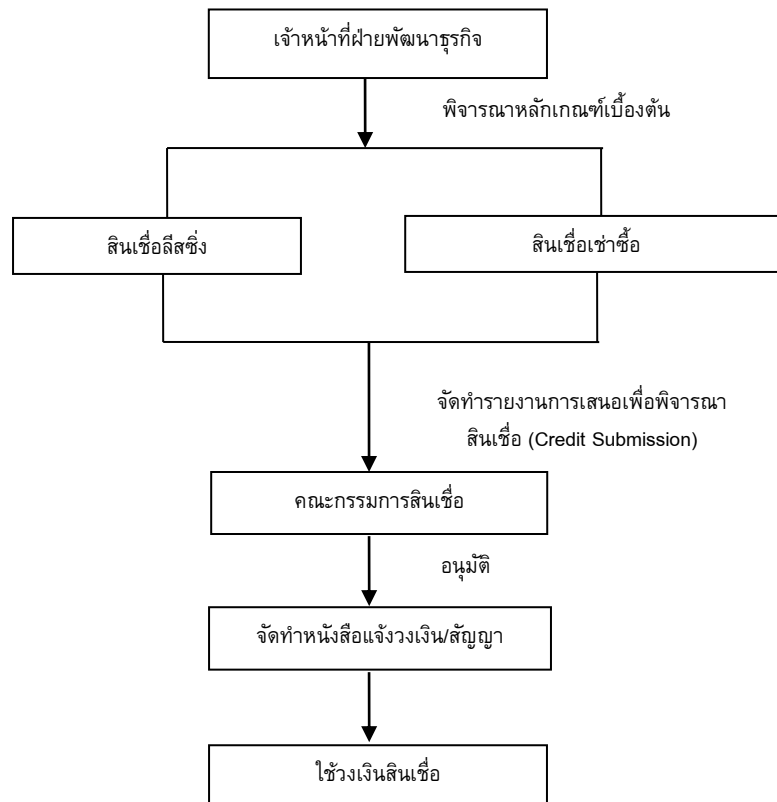 เจ้าหน้าที่ฝ่ายพัฒนาธุรกิจ
พิจารณาหลักเกณฑ์เบื้องต้น
สินเชื่อลีสซิ่ง
สินเชื่อเช่าซื้อ
จัดทำรายงานการเสนอเพื่อพิจารณา
สินเชื่อ (Credit Submission)
คณะกรรมการสินเชื่อ
อนุมัติ
จัดทำหนังสือแจ้งวงเงิน/สัญญา
ใช้วงเงินสินเชื่อ